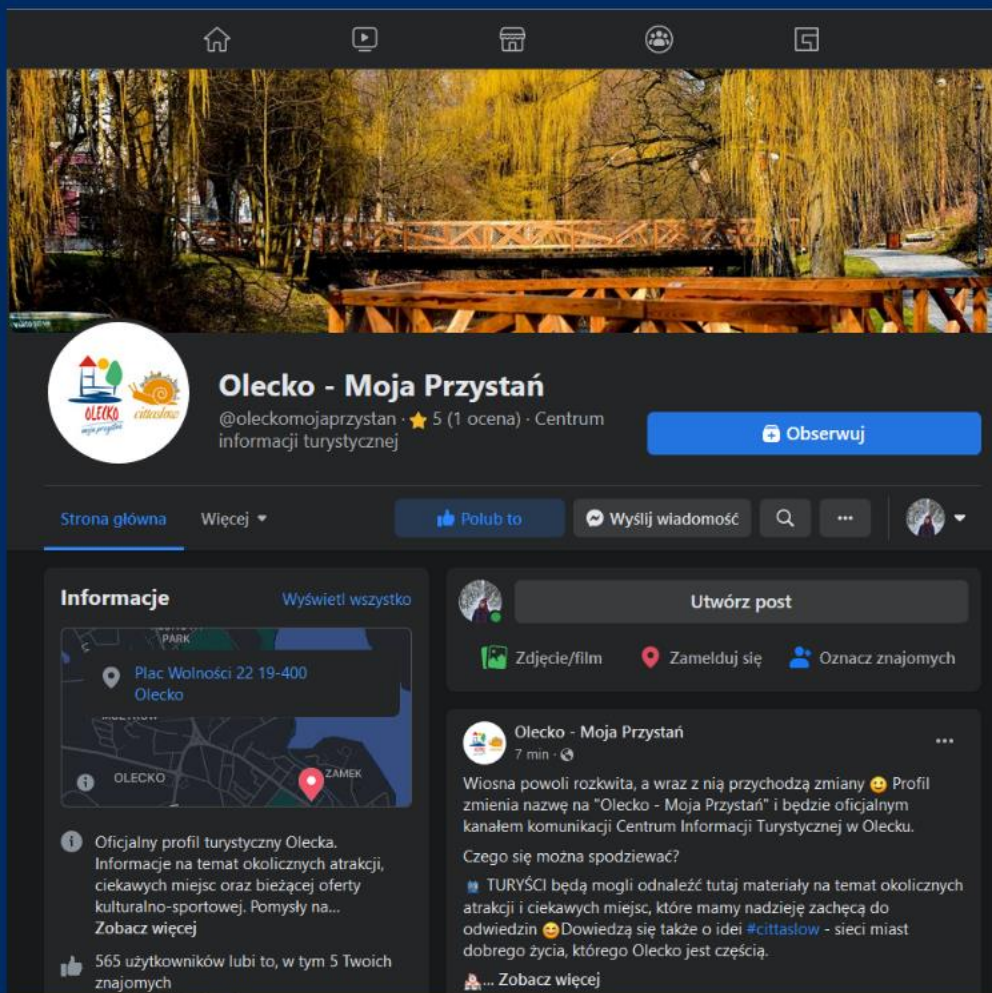 OLECKO
moja przystań
cittaslow
Olecko - Moja Przystań
@oleckomojaprzystan · 5 (1 ocena) · Centrum
informacji turystycznej
Obserwuj
Strona główna
Więcej
Polub to
Wyślij wiadomość
Informacje
Wyświetl wszystko
PARK
Plac Wolności 22 19-400
Olecko
OLECKO
ZAMEK
Oficjalny profil turystyczny Olecka.
Informacje na temat okolicznych atrakcji,
ciekawych miejsc oraz bieżącej oferty
kulturalno-sportowej. Pomysły na...
Zobacz więcej
565 użytkowników lubi to, w tym 5 Twoich
znajomych
Utwórz post
Zdjęcie/film
Zamelduj się
Oznacz znajomych
Olecko - Moja Przystań
7 min ·
Wiosna powoli rozkwita, a wraz z nią przychodzą zmiany 😀 Profil
zmienia nazwę na "Olecko - Moja Przystań" i będzie oficjalnym
kanałem komunikacji Centrum Informacji Turystycznej w Olecku.
Czego się można spodziewać?
TURYŚCI będą mogli odnaleźć tutaj materiały na temat okolicznych
atrakcji i ciekawych miejsc, które mamy nadzieję zachęcą do
odwiedzin 😀Dowiedzą się także o idei #cittaslow - sieci miast
dobrego życia, którego Olecko jest częścią.
... Zobacz więcej